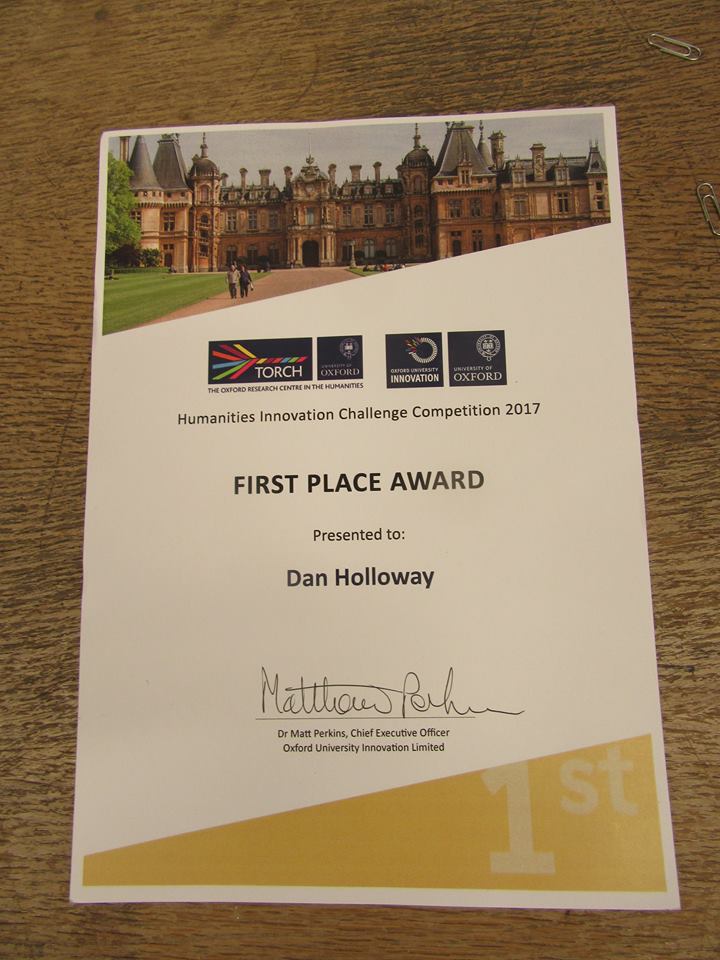 TORCH
UNIVERSITY OF
OXFORD
THE OXFORD RESEARCH CENTRE IN THE HUMANITIES
OXFORD UNIVERSITY
INNOVATION
UNIVERSITY OF
OXFORD
Humanities Innovation Challenge Competition 2017
FIRST PLACE AWARD
Presented to:
Dan Holloway
Matthew Perkins
Dr Matt Perkins, Chief Executive Officer
Oxford University Innovation Limited
1st